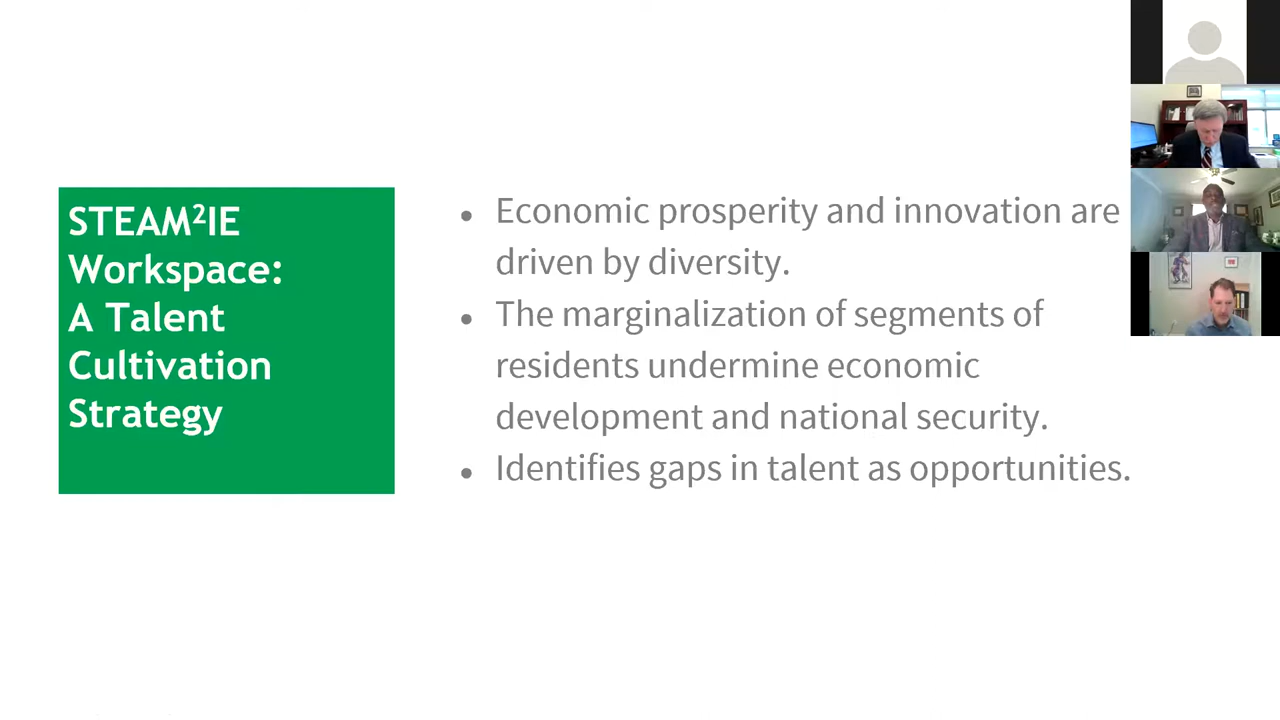 STEAM²IE
Workspace:
A Talent
Cultivation
Strategy
• Economic prosperity and innovation are
driven by diversity.
• The marginalization of segments of
residents undermine economic
development and national security.
• Identifies gaps in talent as opportunities.